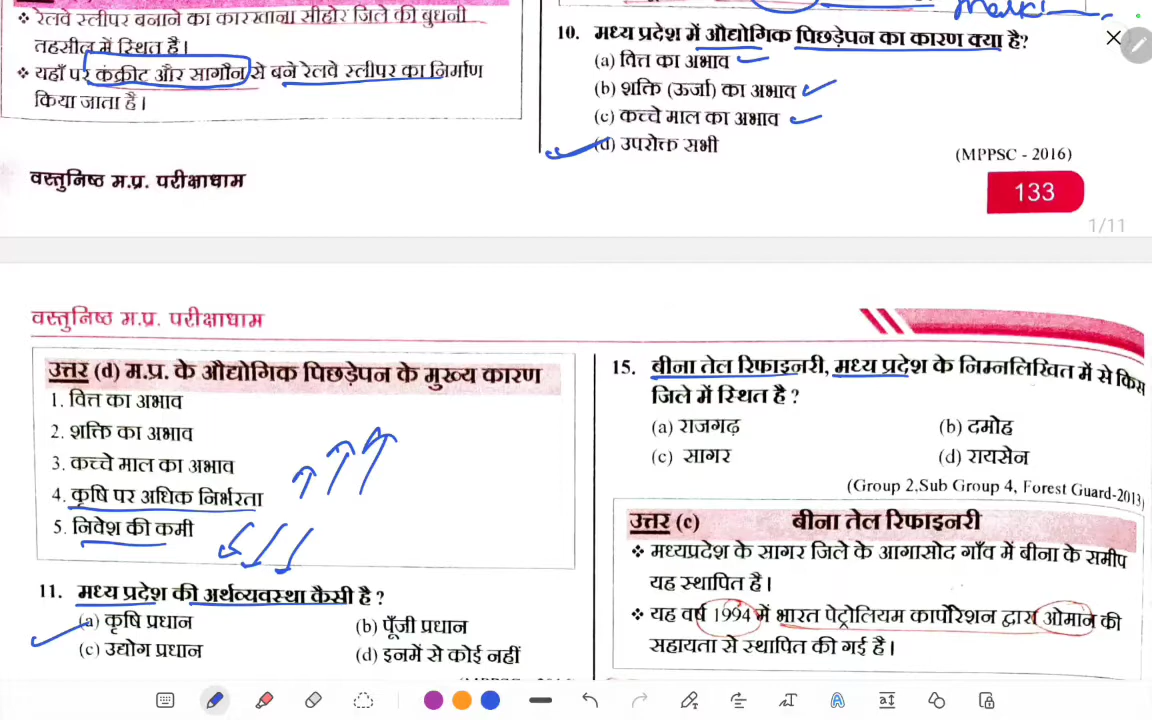 ❖ रेलवे स्लीपर बनाने का कारखाना सीहोर जिले की बुधनी
तहसील में स्थित है।
❖ यहाँ पर कंक्रीट और सागौन से बने रेलवे स्लीपर का निर्माण
किया जाता है।
10. मध्य प्रदेश में औद्योगिक पिछड़ेपन का कारण क्या है?
(a) वित्त का अभाव
(b) शक्ति (ऊर्जा) का अभाव
(c) कच्चे माल का अभाव
(d) उपरोक्त सभी
(MPPSC - 2016)
वस्तुनिष्ठ म.प्र. परीक्षाधाम
133
1/11
वस्तुनिष्ठ म.प्र. परीक्षाधाम
उत्तर (d) म.प्र. के औद्योगिक पिछड़ेपन के मुख्य कारण
1. वित्त का अभाव
2. शक्ति का अभाव
3. कच्चे माल का अभाव
4. कृषि पर अधिक निर्भरता
5. निवेश की कमी
11. मध्य प्रदेश की अर्थव्यवस्था कैसी है ?
(a) कृषि प्रधान
(b) पूँजी प्रधान
(c) उद्योग प्रधान
(d) इनमें से कोई नहीं
15. बीना तेल रिफाइनरी, मध्य प्रदेश के निम्नलिखित में से किस
जिले में स्थित है ?
(a) राजगढ़
(b) दमोह
(c) सागर
(d) रायसेन
(Group 2,Sub Group 4, Forest Guard-2013)
उत्तर (c) बीना तेल रिफाइनरी
❖ मध्यप्रदेश के सागर जिले के आगासोद गाँव में बीना के समीप
यह स्थापित है।
❖ यह वर्ष 1994 में भारत पेट्रोलियम कार्पोरेशन द्वारा ओमान की
सहायता से स्थापित की गई है।